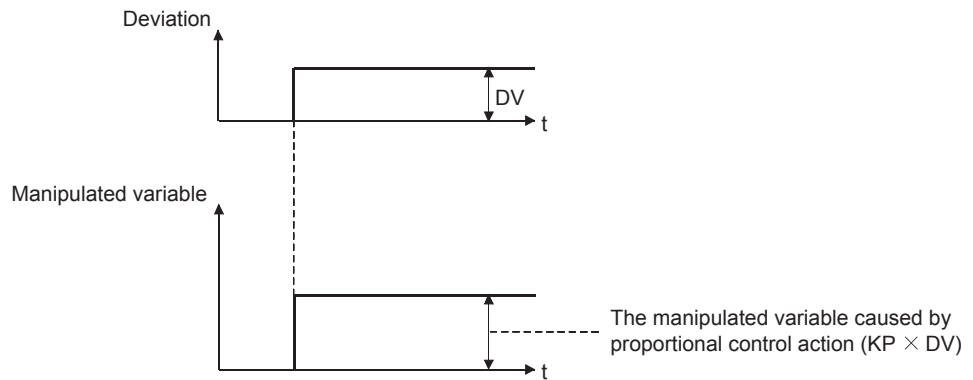 Deviation
DV
t
Manipulated variable
The manipulated variable caused by
proportional control action (KP × DV)
t